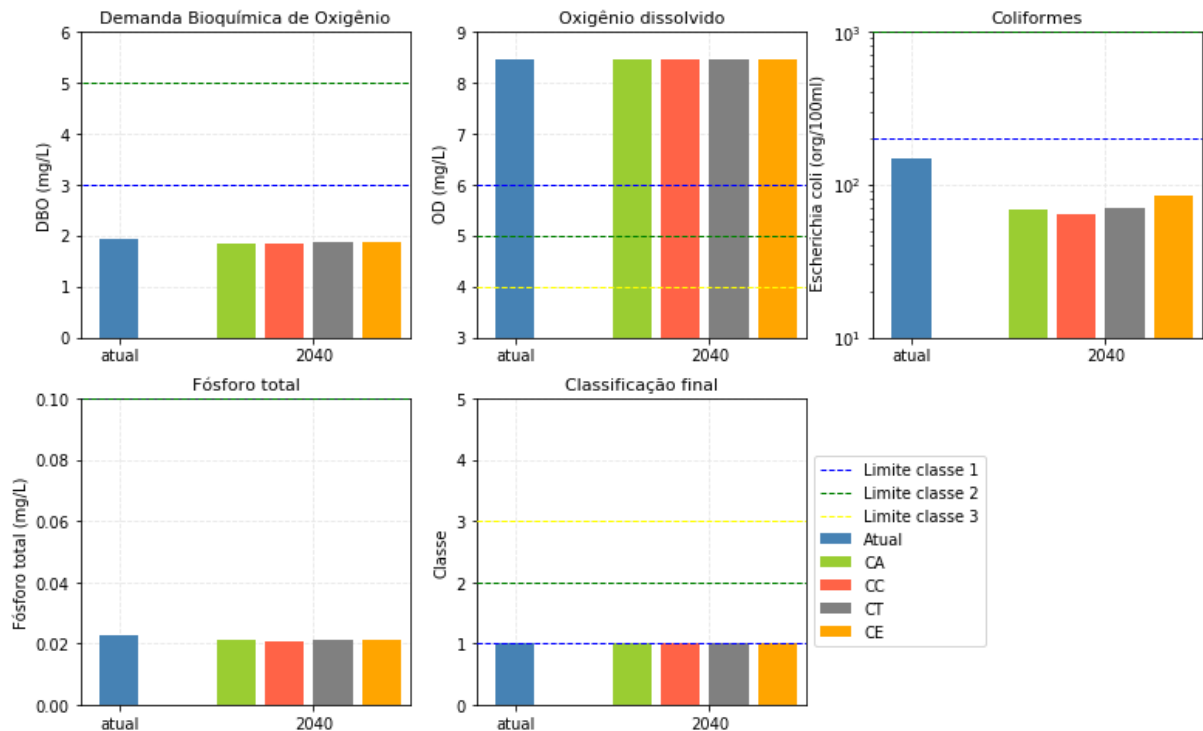 Demanda Bioquímica de Oxigênio
DBO (mg/L)
6
5
4
3
2
1
0
atual
2040
Oxigênio dissolvido
OD (mg/L)
9
8
7
6
5
4
3
atual
2040
Coliformes
Escherichia coli (org/100ml)
10³
10²
10¹
atual
2040
Fósforo total
Fósforo total (mg/L)
0.10
0.08
0.06
0.04
0.02
0.00
atual
2040
Classificação final
Classe
5
4
3
2
1
0
atual
2040
Limite classe 1
Limite classe 2
Limite classe 3
Atual
CA
CC
CT
CE